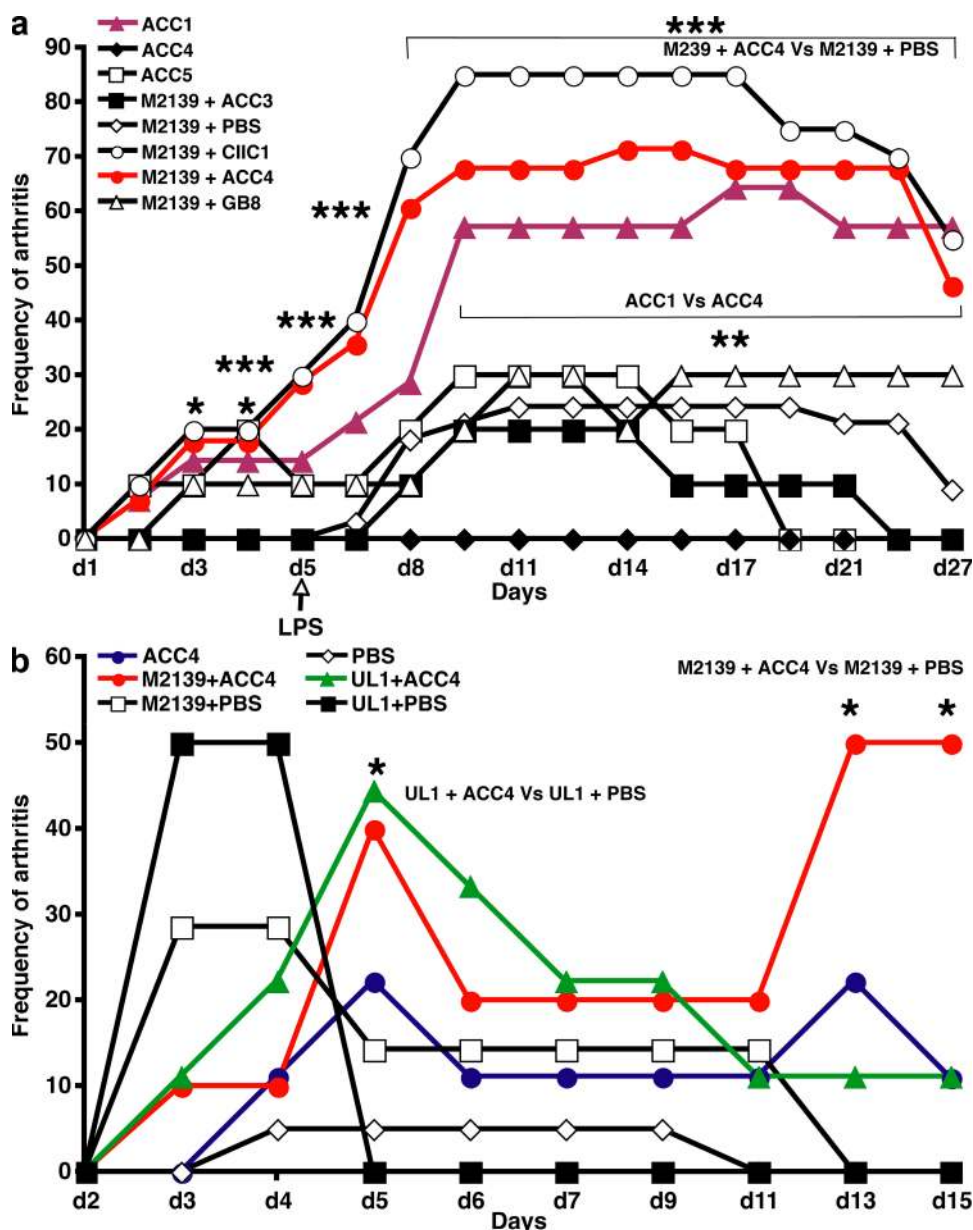 a
ACC1
ACC4
ACC5
M2139 + ACC3
M2139 + PBS
M2139 + CIIC1
M2139 + ACC4
M2139 + GB8
***
M239 + ACC4 Vs M2139 + PBS
***
***
***
*
*
ACC1 Vs ACC4
**
Frequency of arthritis
90
80
70
60
50
40
30
20
10
0
d1 d3 d5 d8 d11 d14 d17 d21 d27
Days
LPS
b
ACC4
M2139+ACC4
M2139+PBS
PBS
UL1+ACC4
UL1+PBS
M2139 + ACC4 Vs M2139 + PBS
* *
*
UL1 + ACC4 Vs UL1 + PBS
Frequency of arthritis
60
50
40
30
20
10
0
d2 d3 d4 d5 d6 d7 d9 d11 d13 d15
Days